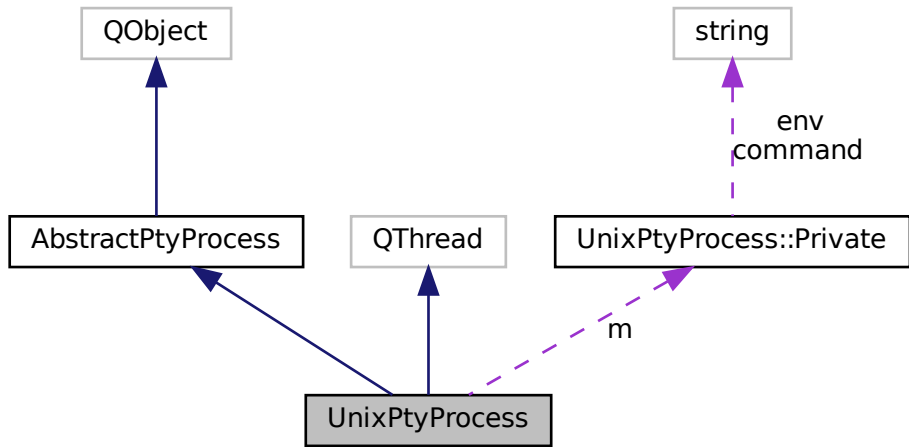 QObject
string
env
command
AbstractPtyProcess
QThread
UnixPtyProcess::Private
m
UnixPtyProcess